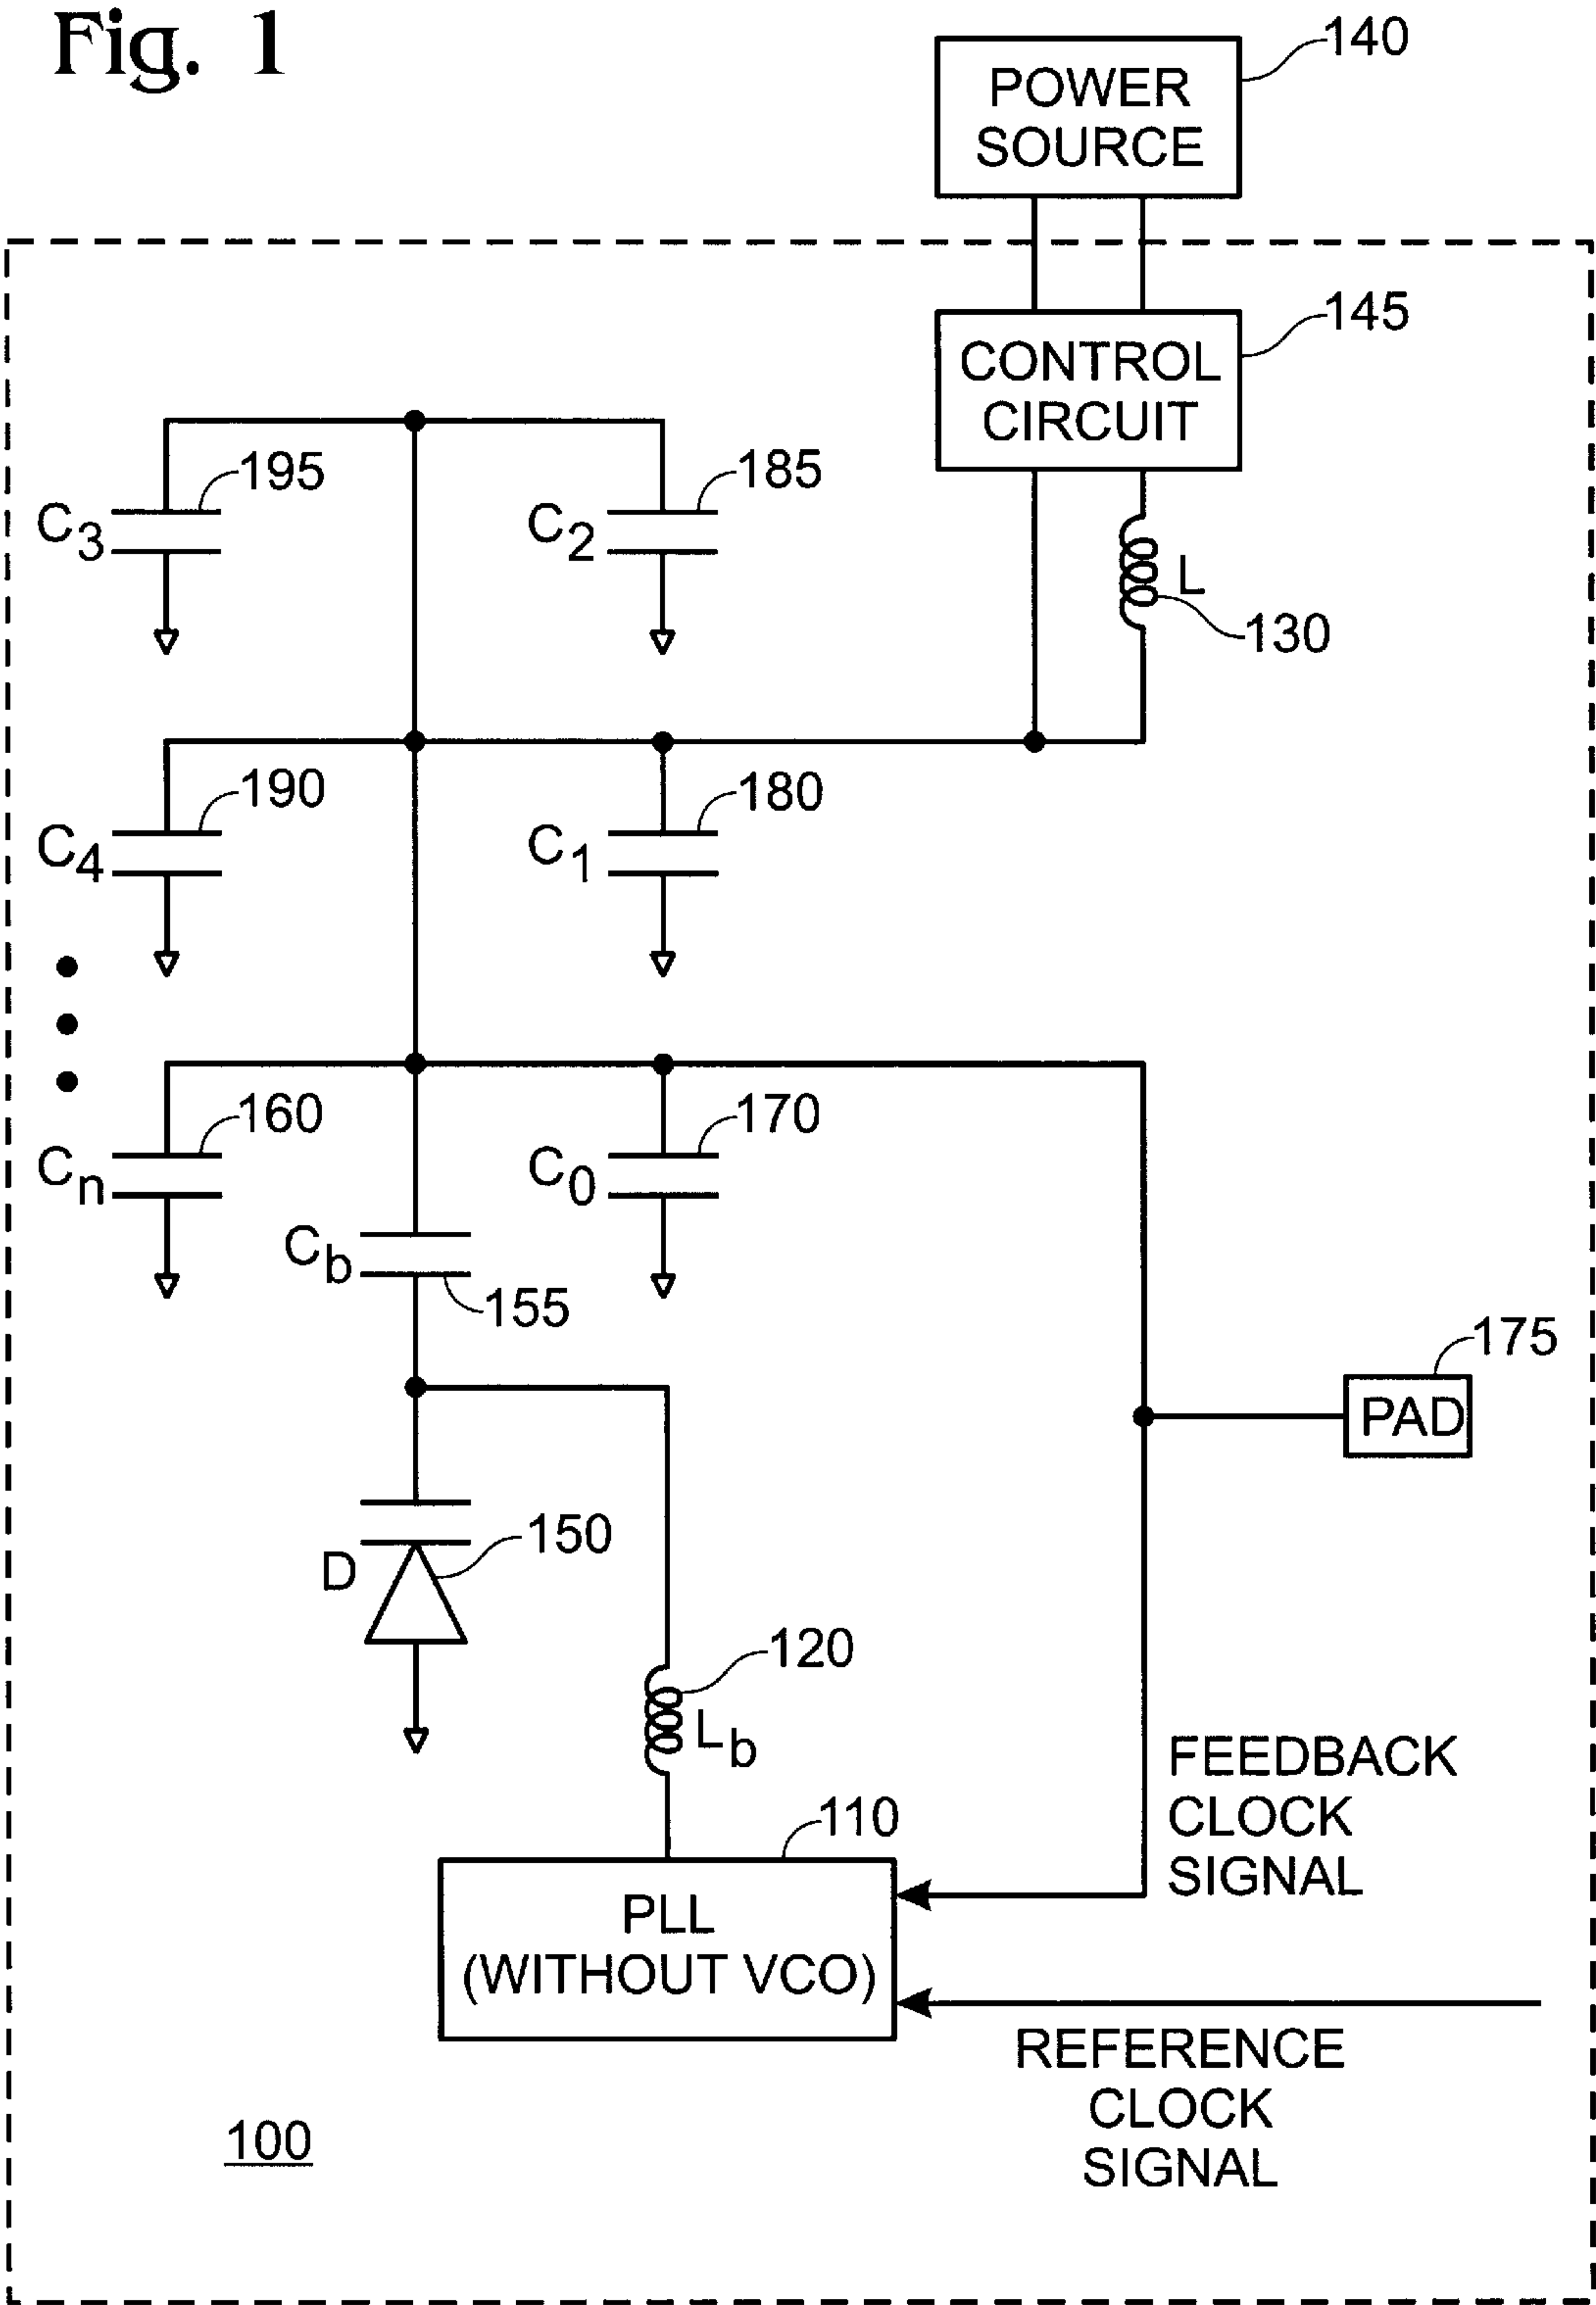 Fig. 1
140
POWER
SOURCE
145
CONTROL
CIRCUIT
195
185
C3
C2
L
130
190
180
C4
C1
160
170
Cn
C0
Cb
155
175
PAD
150
D
120
Lb
FEEDBACK
CLOCK
SIGNAL
110
PLL
(WITHOUT VCO)
REFERENCE
CLOCK
SIGNAL
100